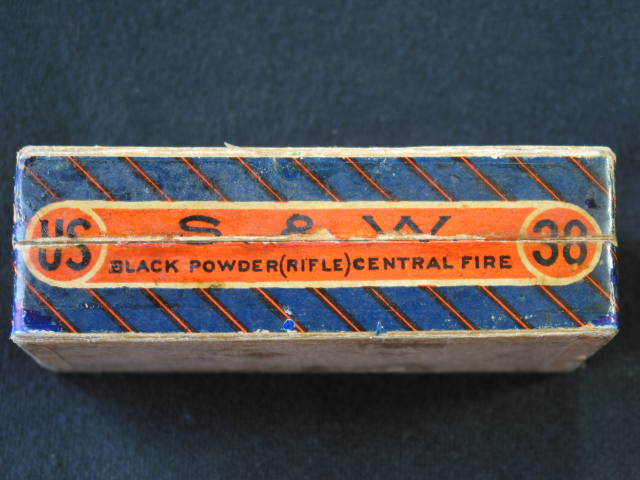 US S & W 38
BLACK POWDER (RIFLE) CENTRAL FIRE